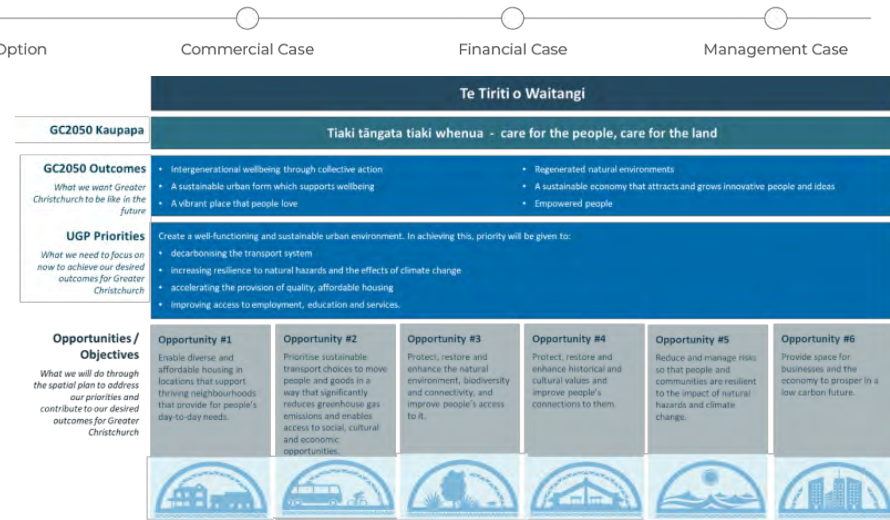 Option
Commercial Case
Financial Case
Management Case
Te Tiriti o Waitangi
GC2050 Kaupapa
Tiaki tāngata tiaki whenua - care for the people, care for the land
GC2050 Outcomes
What we want Greater
Christchurch to be like in the
future
• Intergenerational wellbeing through collective action
• A sustainable urban form which supports wellbeing
• A vibrant place that people love
• Regenerated natural environments
• A sustainable economy that attracts and grows innovative people and ideas
• Empowered people
UGP Priorities
What we need to focus on
now to achieve our desired
outcomes for Greater
Christchurch
Create a well-functioning and sustainable urban environment. In achieving this, priority will be given to:
• decarbonising the transport system
• increasing resilience to natural hazards and the effects of climate change
• accelerating the provision of quality, affordable housing
• improving access to employment, education and services.
Opportunities /
Objectives
What we will do through
the spatial plan to address
our priorities and
contribute to our desired
outcomes for Greater
Christchurch
Opportunity #1
Enable diverse and
affordable housing in
locations that support
thriving neighbourhoods
that provide for people's
day-to-day needs.
Opportunity #2
Prioritise sustainable
transport choices to move
people and goods in a
way that significantly
reduces greenhouse gas
emissions and enables
access to social, cultural
and economic
opportunities.
Opportunity #3
Protect, restore and
enhance the natural
environment, biodiversity
and connectivity, and
improve people's access
to it.
Opportunity #4
Protect, restore and
enhance historical and
cultural values and
improve people's
connections to them.
Opportunity #5
Reduce and manage risks
so that people and
communities are resilient
to the impact of natural
hazards and climate
change.
Opportunity #6
Provide space for
businesses and the
economy to prosper in a
low carbon future.